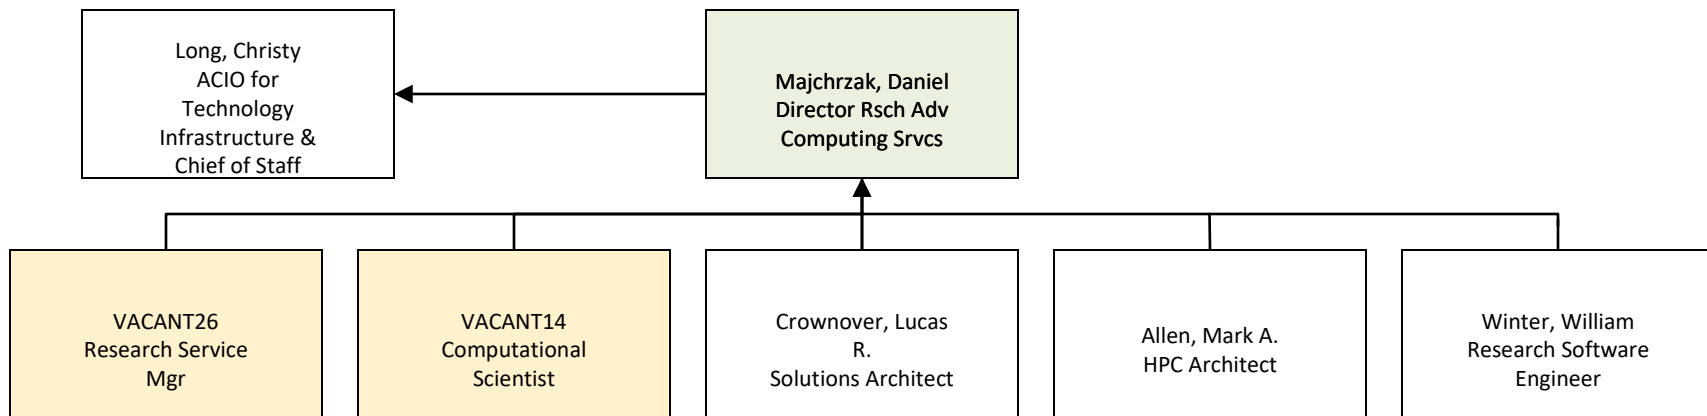 Long, Christy
ACIO for
Technology
Infrastructure &
Chief of Staff
Majchrzak, Daniel
Director Rsch Adv
Computing Srvcs
VACANT26
Research Service
Mgr
VACANT14
Computational
Scientist
Crownover, Lucas
R.
Solutions Architect
Allen, Mark A.
HPC Architect
Winter, William
Research Software
Engineer